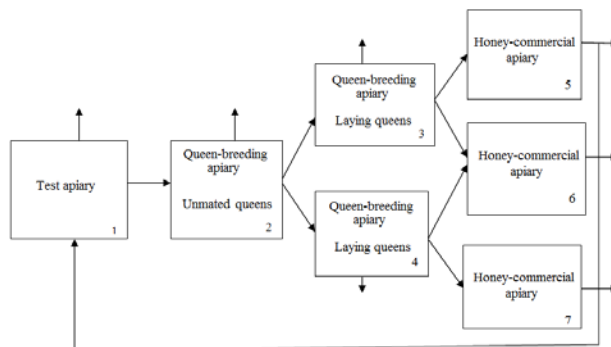 Test apiary
1
Queen-breeding
apiary
Unmated queens
2
Queen-breeding
apiary
Laying queens
3
Queen-breeding
apiary
Laying queens
4
Honey-commercial
apiary
5
Honey-commercial
apiary
6
Honey-commercial
apiary
7